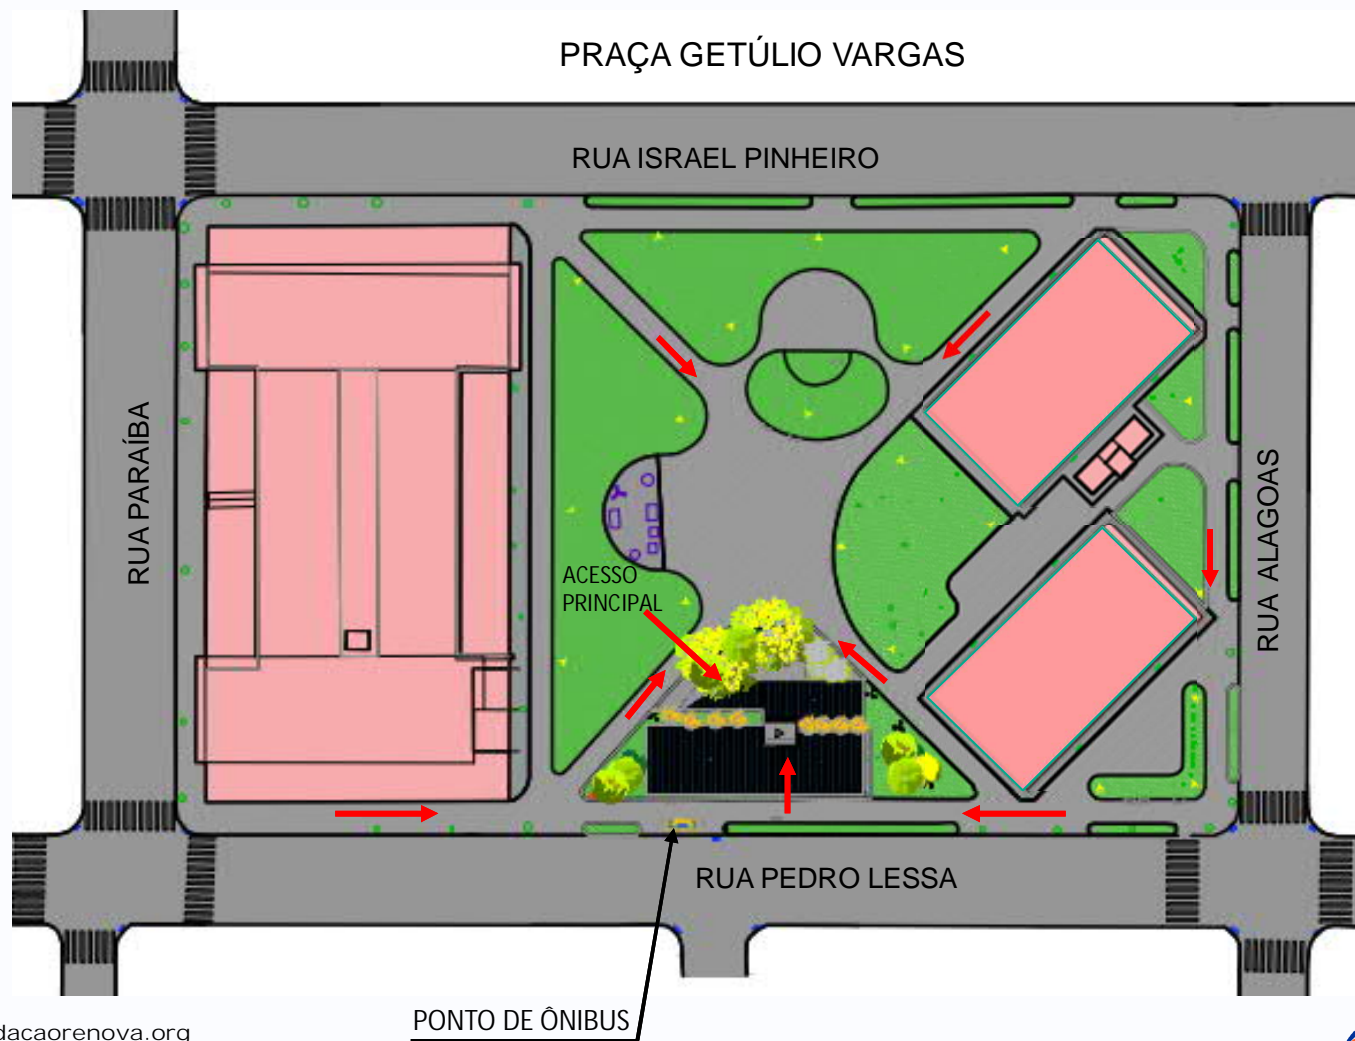 PRAÇA GETÚLIO VARGAS
RUA ISRAEL PINHEIRO
RUA PARAÍBA
RUA ALAGOAS
ACESSO
PRINCIPAL
RUA PEDRO LESSA
PONTO DE ÔNIBUS
dacaorenova.org